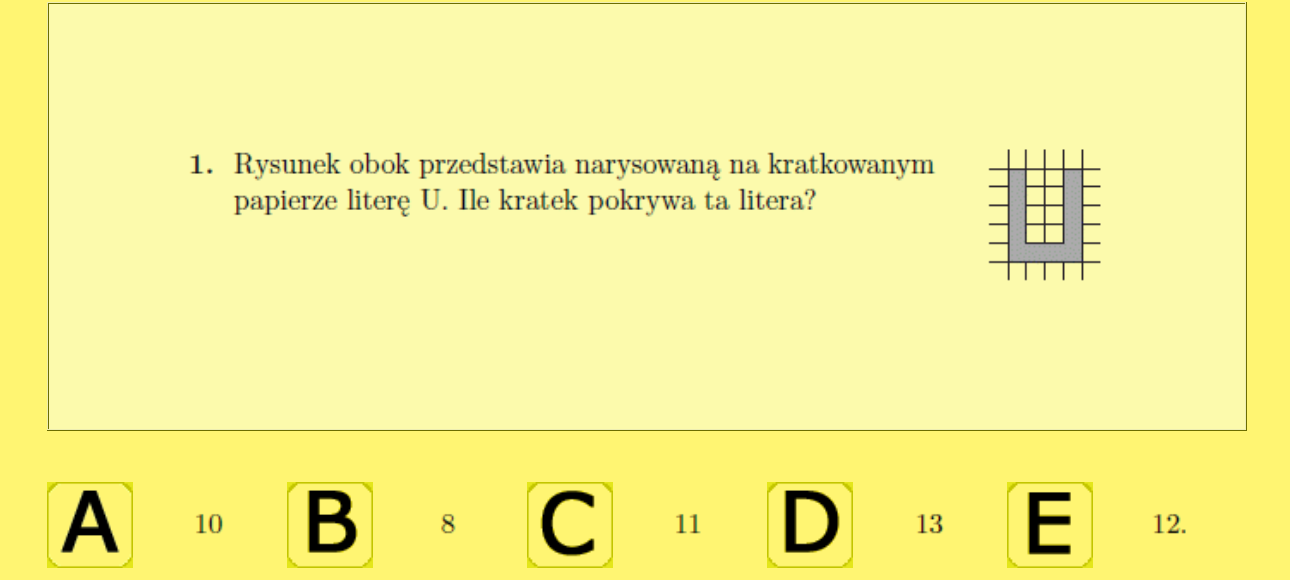 1. Rysunek obok przedstawia narysowaną na kratkowanym
papierze literę U. Ile kratek pokrywa ta litera?
A 10 B 8 C 11 D 13 E 12.